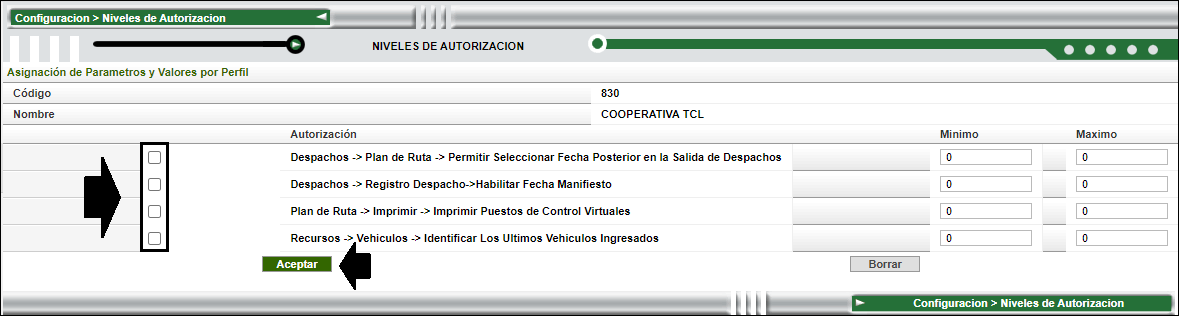 Configuracion > Niveles de Autorizacion
NIVELES DE AUTORIZACION
Asignación de Parametros y Valores por Perfil
Código 830
Nombre COOPERATIVA TCL
Autorización Minimo Maximo
Despachos -> Plan de Ruta -> Permitir Seleccionar Fecha Posterior en la Salida de Despachos 0 0
Despachos -> Registro Despacho->Habilitar Fecha Manifiesto 0 0
Plan de Ruta -> Imprimir -> Imprimir Puestos de Control Virtuales 0 0
Recursos -> Vehiculos -> Identificar Los Ultimos Vehiculos Ingresados 0 0
Aceptar Borrar
Configuracion > Niveles de Autorizacion